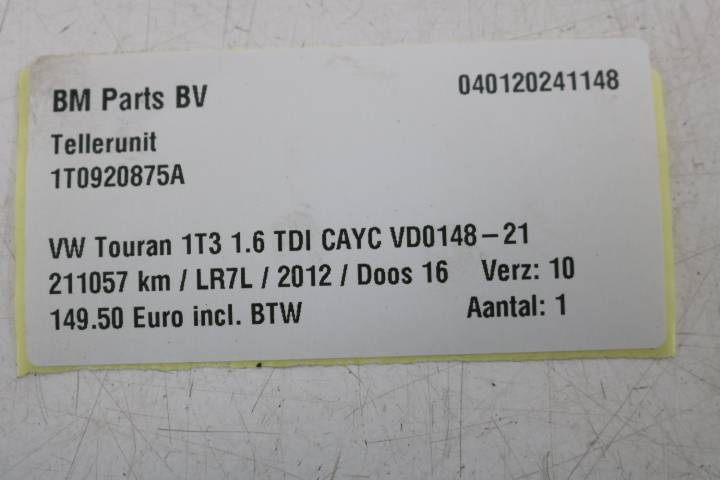 BM Parts BV 040120241148
Tellerunit
1T0920875A
VW Touran 1T3 1.6 TDI CAYC VD0148-21
211057 km / LR7L / 2012 / Doos 16 Verz: 10
149.50 Euro incl. BTW Aantal: 1